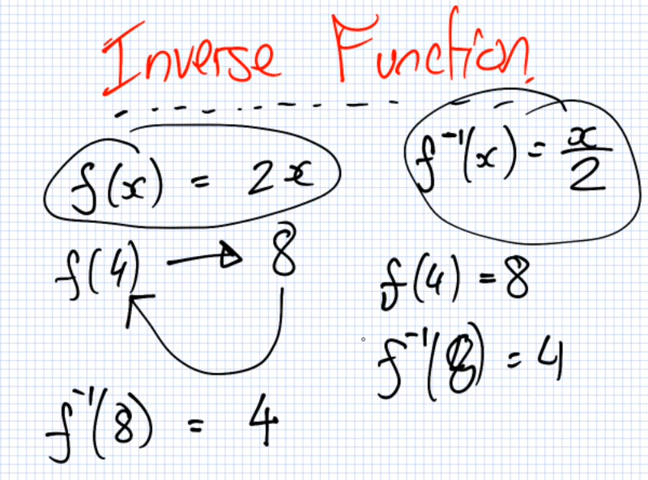 Inverse Function
f(x) = 2x
f⁻¹(x) = x/2
f(4) → 8
f⁻¹(8) = 4
f(4) = 8
f⁻¹(8) = 4